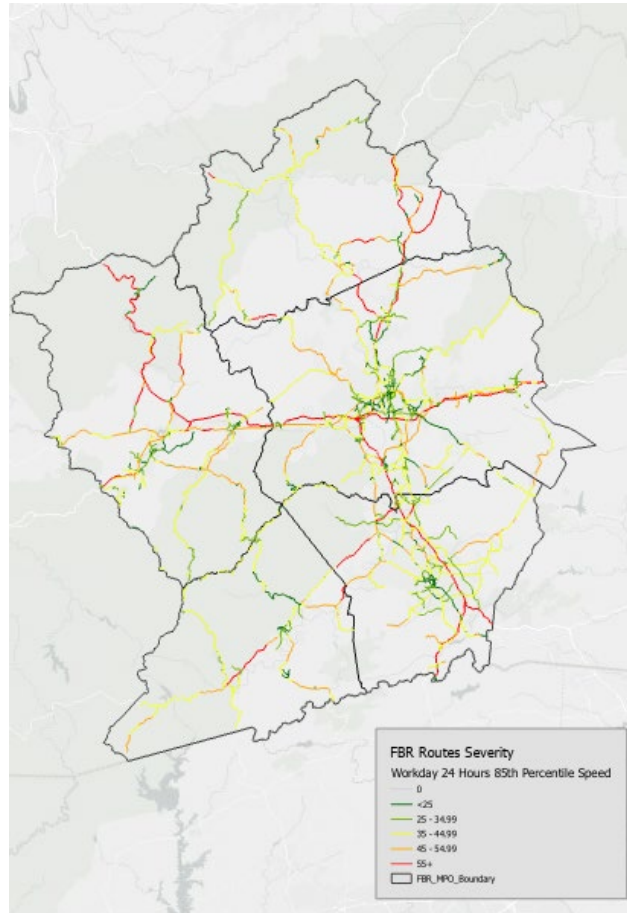 FBR Routes Severity
Workday 24 Hours 85th Percentile Speed
0
<25
25 - 34.99
35 - 44.99
45 - 54.99
55+
FBR_MPO_Boundary